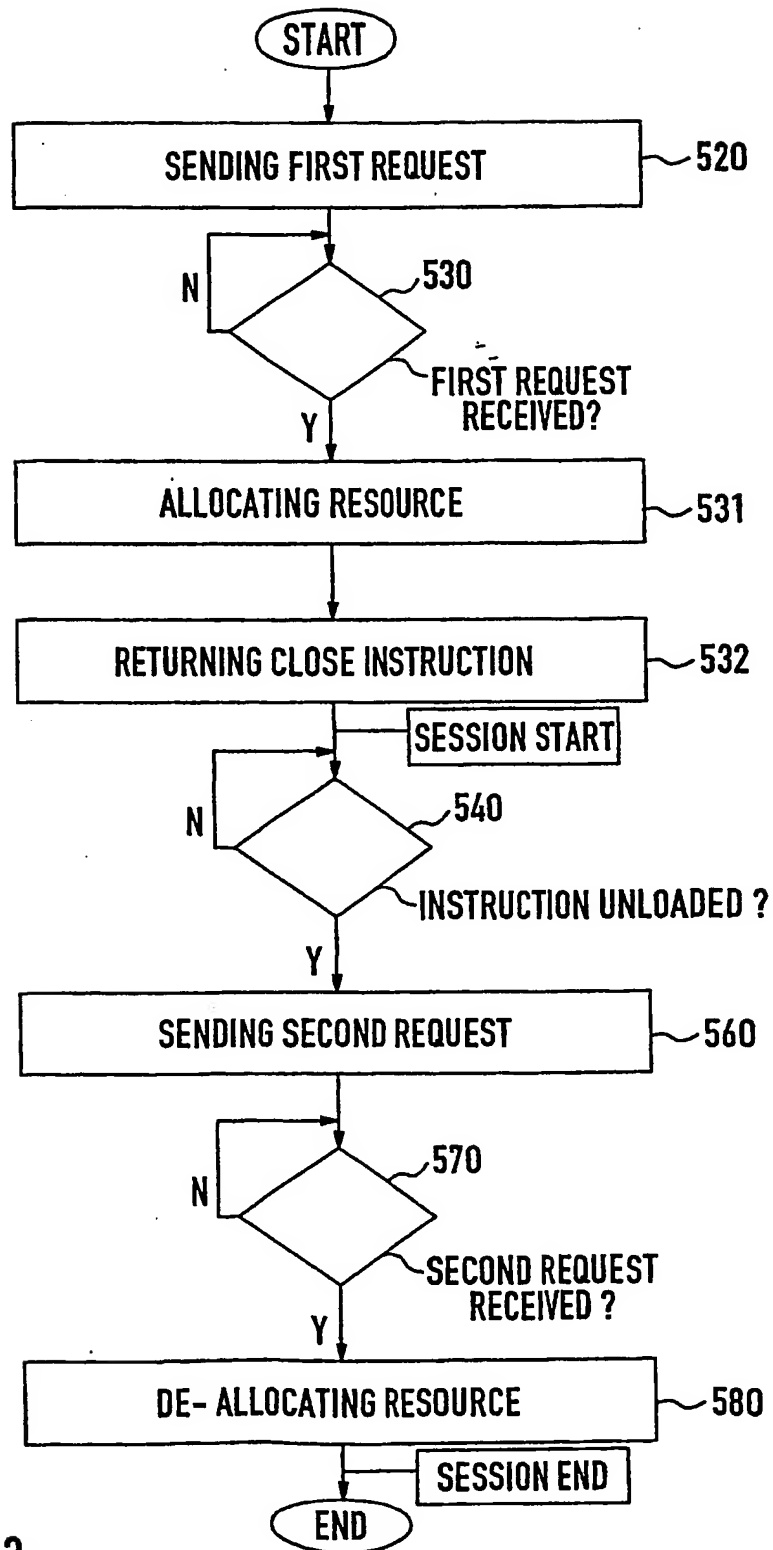 START
SENDING FIRST REQUEST
520
530
N
FIRST REQUEST
RECEIVED?
Y
ALLOCATING RESOURCE
531
RETURNING CLOSE INSTRUCTION
532
SESSION START
540
N
INSTRUCTION UNLOADED ?
Y
SENDING SECOND REQUEST
560
570
N
SECOND REQUEST
RECEIVED ?
Y
DE- ALLOCATING RESOURCE
580
SESSION END
END